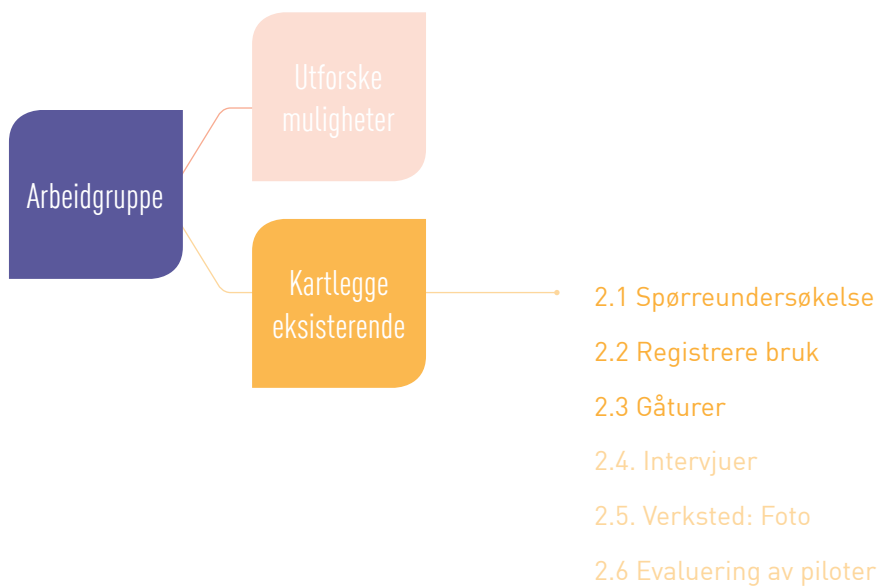 Utforske
muligheter
Arbeidgruppe
Kartlegge
eksisterende
2.1 Spørreundersøkelse
2.2 Registrere bruk
2.3 Gåturer
2.4. Intervjuer
2.5. Verksted: Foto
2.6 Evaluering av piloter